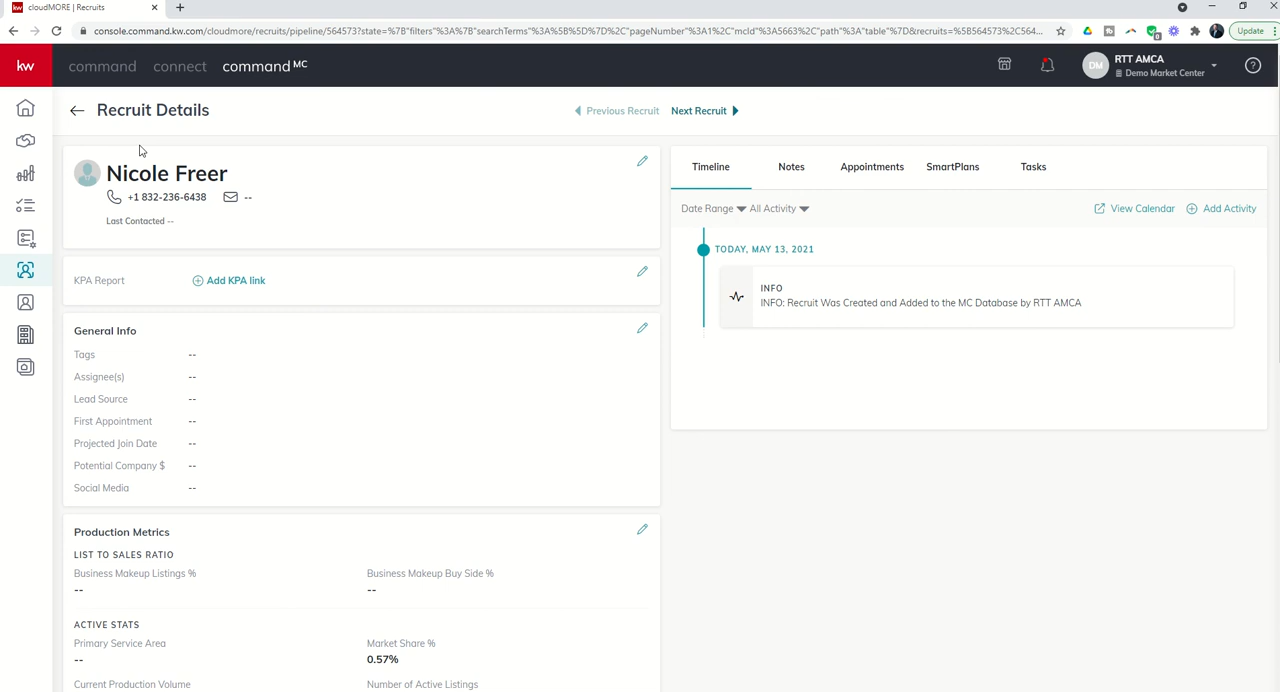 kw cloudMORE | Recruits
console.command.kw.com/cloudmore/recruits/pipeline/564573?state=%7B"filters"%3A%7B"searchTerms"%3A%5B%5D%7D%2C"pageNumber"%3A1%2C"mcId"%3A5663%2C"path"%3A"table"%7D&recruits=%5B564573%2C564...
Update
kw command connect command MC
DM RTT AMCA
Demo Market Center
Recruit Details
Previous Recruit Next Recruit
Nicole Freer
+1 832-236-6438 --
Last Contacted --
KPA Report Add KPA link
General Info
Tags --
Assignee(s) --
Lead Source --
First Appointment --
Projected Join Date --
Potential Company $ --
Social Media --
Production Metrics
LIST TO SALES RATIO
Business Makeup Listings % Business Makeup Buy Side %
-- --
ACTIVE STATS
Primary Service Area Market Share %
-- 0.57%
Current Production Volume Number of Active Listings
Timeline Notes Appointments SmartPlans Tasks
Date Range All Activity View Calendar Add Activity
TODAY, MAY 13, 2021
INFO
INFO: Recruit Was Created and Added to the MC Database by RTT AMCA